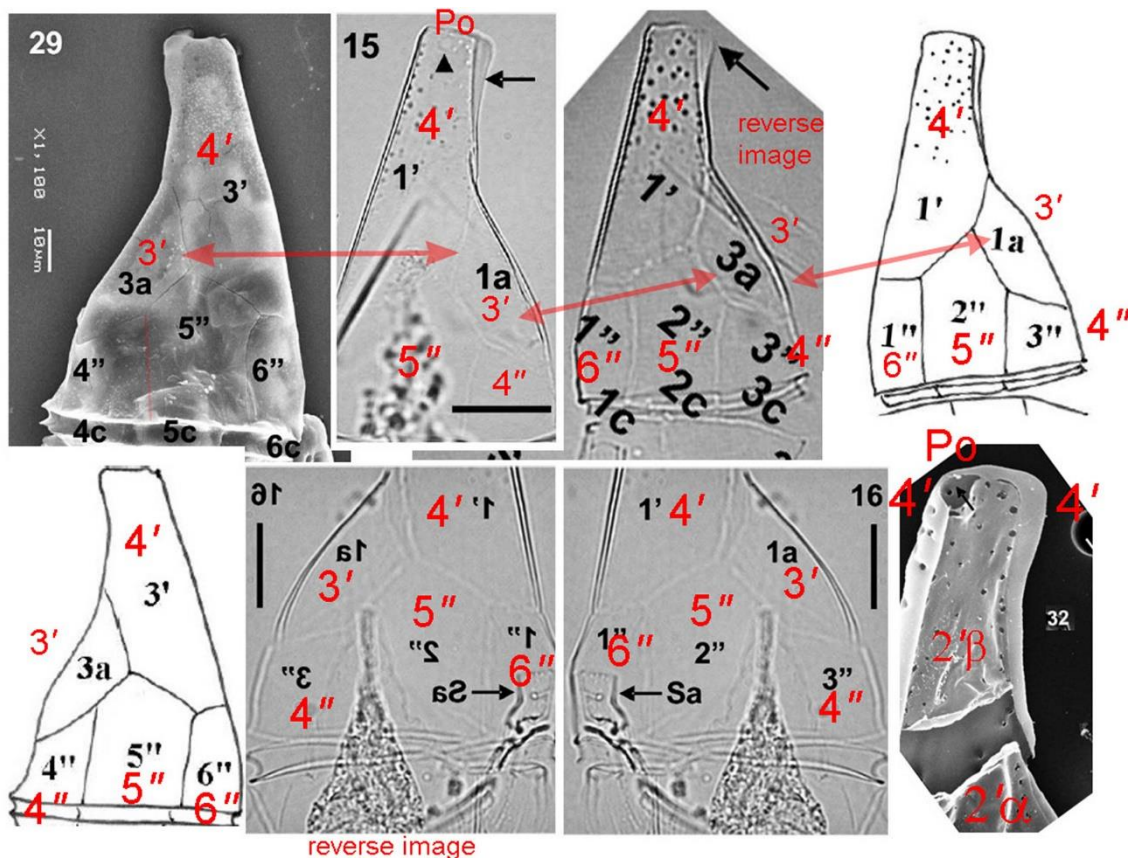 29
X1,100
10µm
4'
3'
3'
3a
5"
4"
6"
4c
5c
6c
Po
15
4'
1'
1a
3'
5"
4"
4'
reverse
image
1'
3'
3a
1"
6"
2"
5"
3"
4"
1c
2c
3c
4'
3'
1'
1a
1"
6"
2"
5"
3"
4"
4'
3'
3'
3a
4"
4"
5"
5"
6"
6"
16
4'
1'
1a
3'
5"
2"
1"
6"
3"
4"
Sa
reverse image
16
1'
4'
1a
3'
5"
1"
6"
2"
3"
4"
Sa
Po
4'
4'
32
2'β
2'α